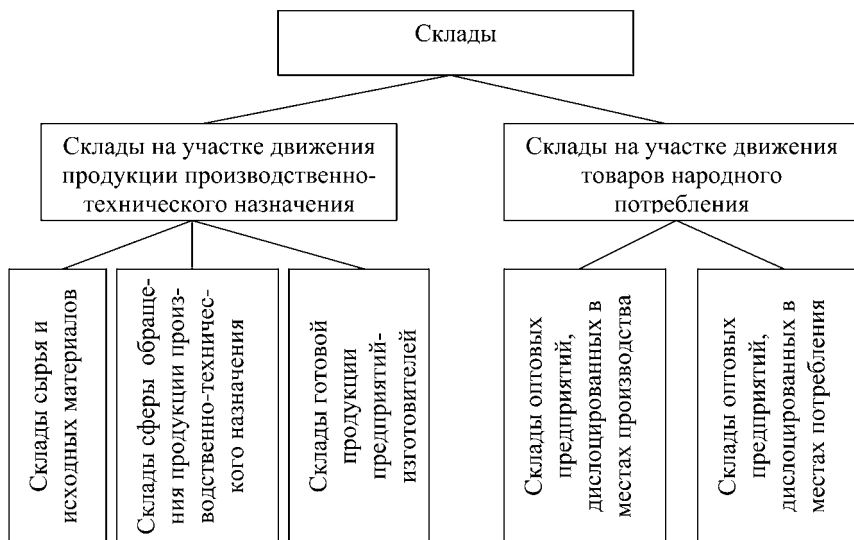 Склады
Склады на участке движения
продукции производственно-
технического назначения
Склады на участке движения
товаров народного
потребления
Склады сырья и
исходных материалов
Склады сферы обраще-
ния продукции произ-
водственно-техничес-
кого назначения
Склады готовой
продукции
предприятий-
изготовителей
Склады оптовых
предприятий,
дислоцированных в
местах производства
Склады оптовых
предприятий,
дислоцированных в
местах потребления